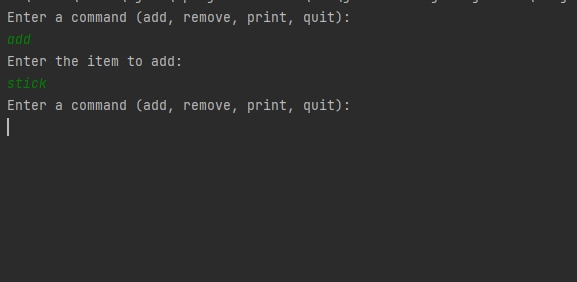 Enter a command (add, remove, print, quit):
add
Enter the item to add:
stick
Enter a command (add, remove, print, quit):